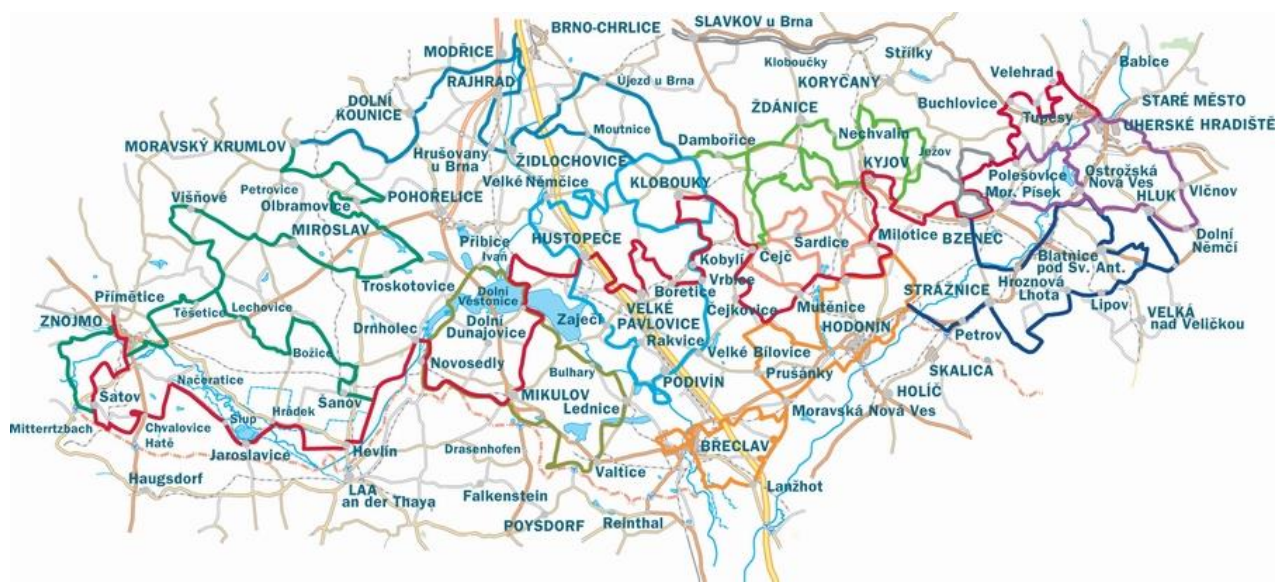 BRNO-CHRLICE
SLAVKOV u BRNA
MODŘICE
Střílky
Kloboučky
Babice
Velehrad
RAJHRAD
Újezd u Brna
KORYČANY
DOLNÍ
KOUNICE
Buchlovice
STARÉ MĚSTO
ŽDÁNICE
Tupesy
UHERSKÉ HRADIŠTĚ
Moutnice
Nechvalín
Dambořice
MORAVSKÝ KRUMLOV
Hrušovany
u Brna
ŽIDLOCHOVICE
Ježov
KYJOV
Polešovice
Ostrožská
Nová Ves
Mor. Písek
Vlčnov
HLUK
Petrovice
Višňové
Olbramovice
POHOŘELICE
Velké Němčice
KLOBOUKY
MIROSLAV
Přibice
Ivaň
HUSTOPEČE
Šardice
Milotice
BZENEC
Dolní
Němčí
Kobylí
Čejč
Blatnice
pod Sv. Ant.
Troskotovice
Dolní
Věstonice
Bořetice
Vrbice
Hroznová
Lhota
STRÁŽNICE
Přímětice
Lechovice
Těšetice
ZNOJMO
Drnholec
Dolní
Dunajovice
Zaječí
VELKÉ
PAVLOVICE
Čejkovice
Mutěnice
Lipov
VELKÁ
nad Veličkou
HODONÍN
Petrov
Rakvice
Božice
Novosedly
Velké Bílovice
SKALICA
Bulhary
Prušánky
Načeratice
PODIVÍN
HOLÍČ
Šatov
Šanov
MIKULOV
Lednice
Hrádek
Moravská Nová Ves
Mitterrtzbach
Chvalovice
Hatě
Slup
Jaroslavice
Hevlín
Drasenhofen
BŘECLAV
Valtice
Haugsdorf
LAA
an der Thaya
Falkenstein
Lanžhot
POYSDORF
Reinthal